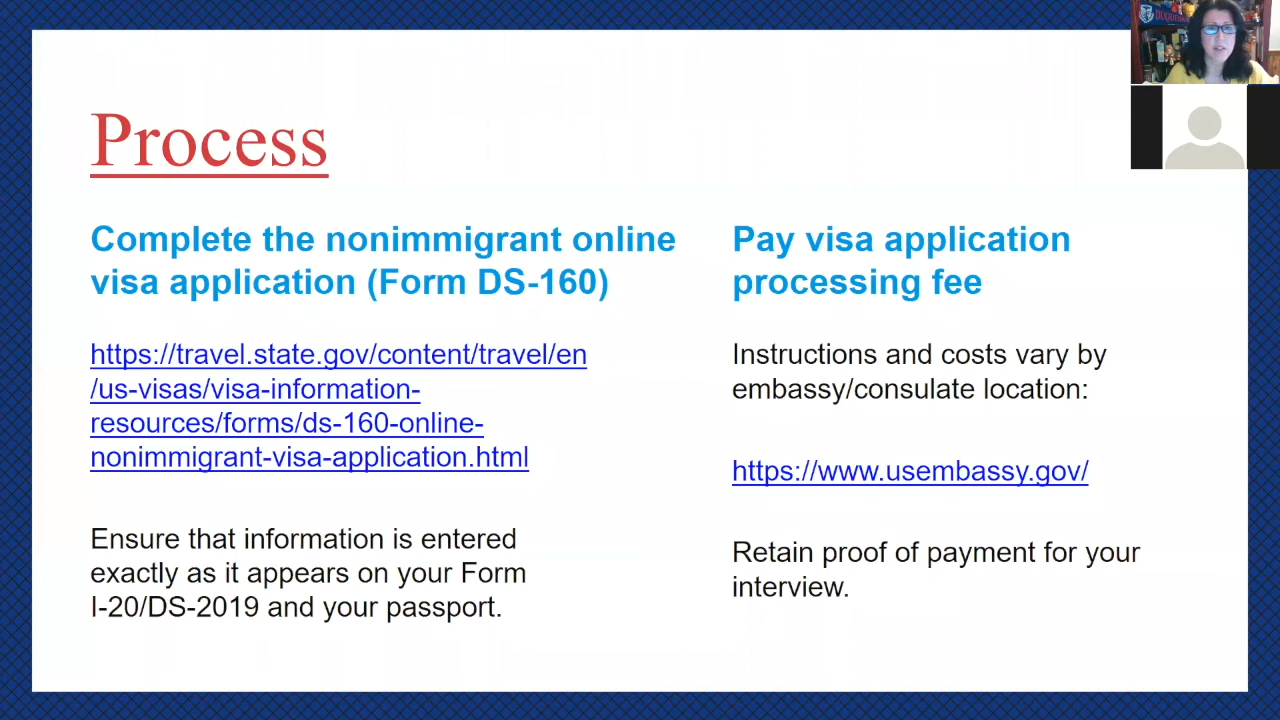 Process
Complete the nonimmigrant online
visa application (Form DS-160)
https://travel.state.gov/content/travel/en
/us-visas/visa-information-
resources/forms/ds-160-online-
nonimmigrant-visa-application.html
Ensure that information is entered
exactly as it appears on your Form
I-20/DS-2019 and your passport.
Pay visa application
processing fee
Instructions and costs vary by
embassy/consulate location:
https://www.usembassy.gov/
Retain proof of payment for your
interview.